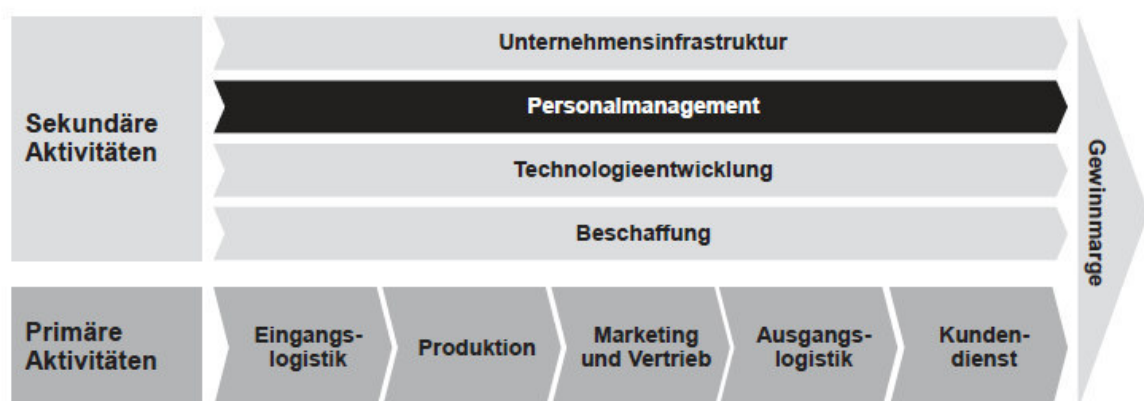 Sekundäre
Aktivitäten
Unternehmensinfrastruktur
Personalmanagement
Technologieentwicklung
Beschaffung
Gewinnmarge
Primäre
Aktivitäten
Eingangs-
logistik
Produktion
Marketing
und Vertrieb
Ausgangs-
logistik
Kunden-
dienst